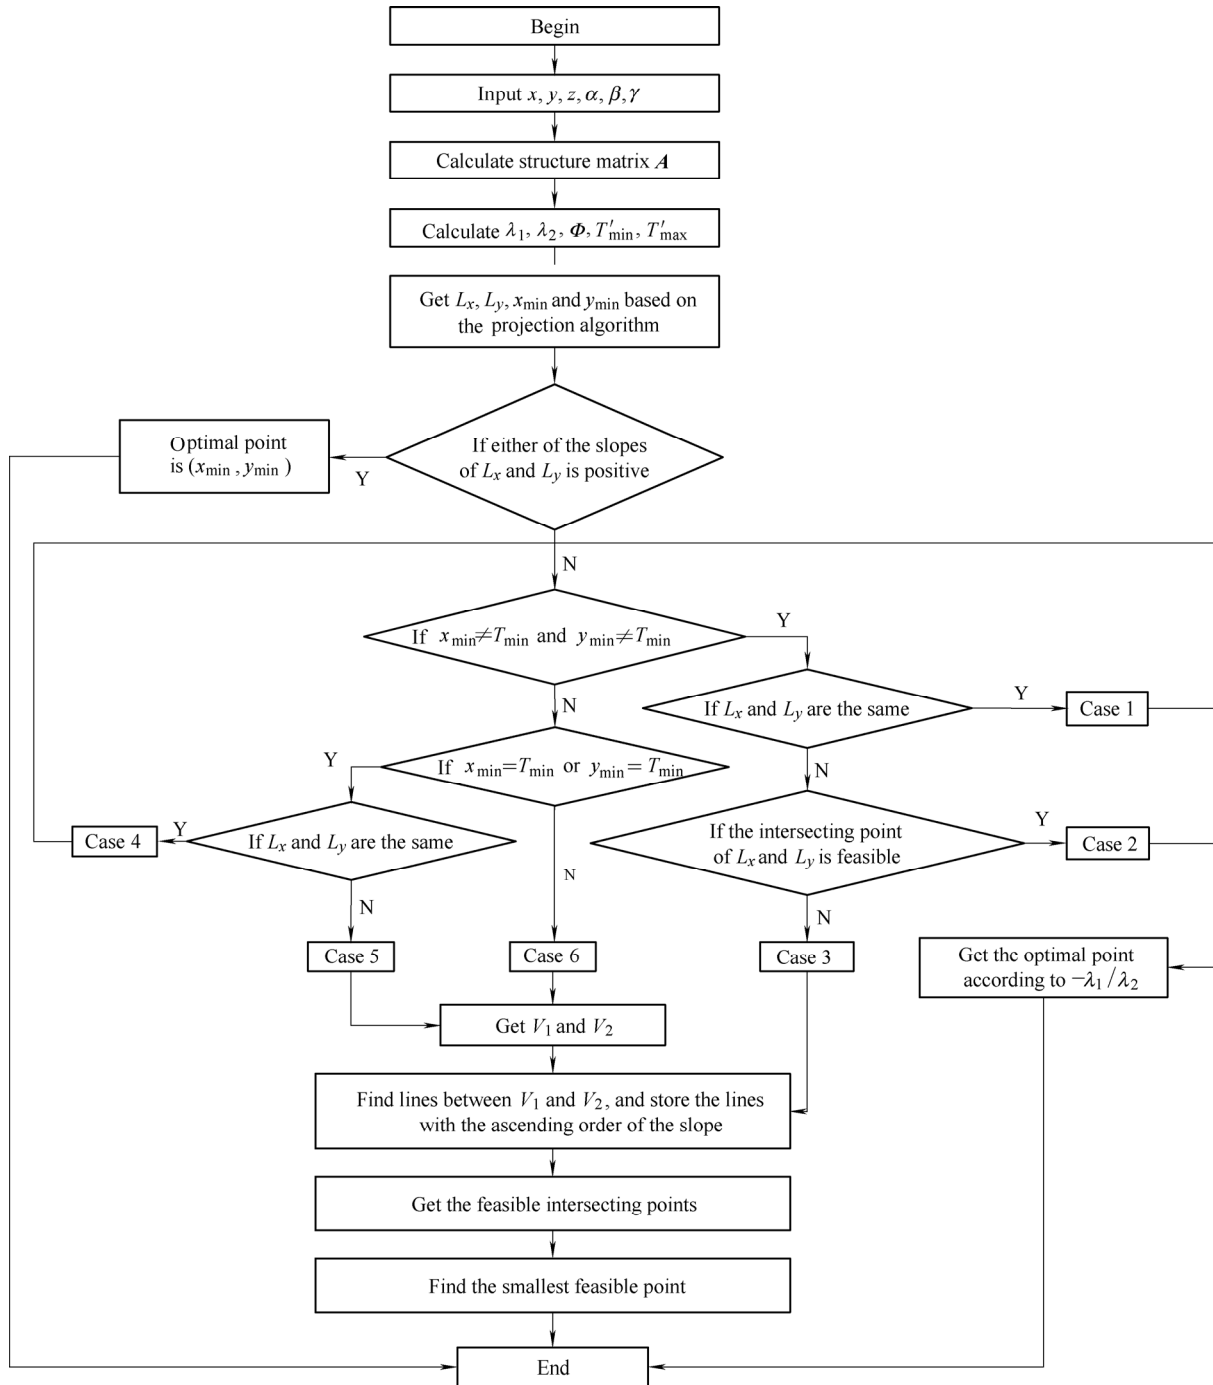 Begin
Input x, y, z, α, β, γ
Calculate structure matrix A
Calculate λ₁, λ₂, Φ, T′min, T′max
Get Lx, Ly, xmin and ymin based on
the projection algorithm
Optimal point
is (xmin, ymin)
Y
If either of the slopes
of Lx and Ly is positive
N
If xmin≠Tmin and ymin≠Tmin
Y
N
If Lx and Ly are the same
Y
Case 1
Y
If xmin=Tmin or ymin=Tmin
N
Case 4
Y
If Lx and Ly are the same
N
If the intersecting point
of Lx and Ly is feasible
Y
Case 2
N
N
Case 5
Case 6
Case 3
Get the optimal point
according to −λ₁/λ₂
Get V₁ and V₂
Find lines between V₁ and V₂, and store the lines
with the ascending order of the slope
Get the feasible intersecting points
Find the smallest feasible point
End